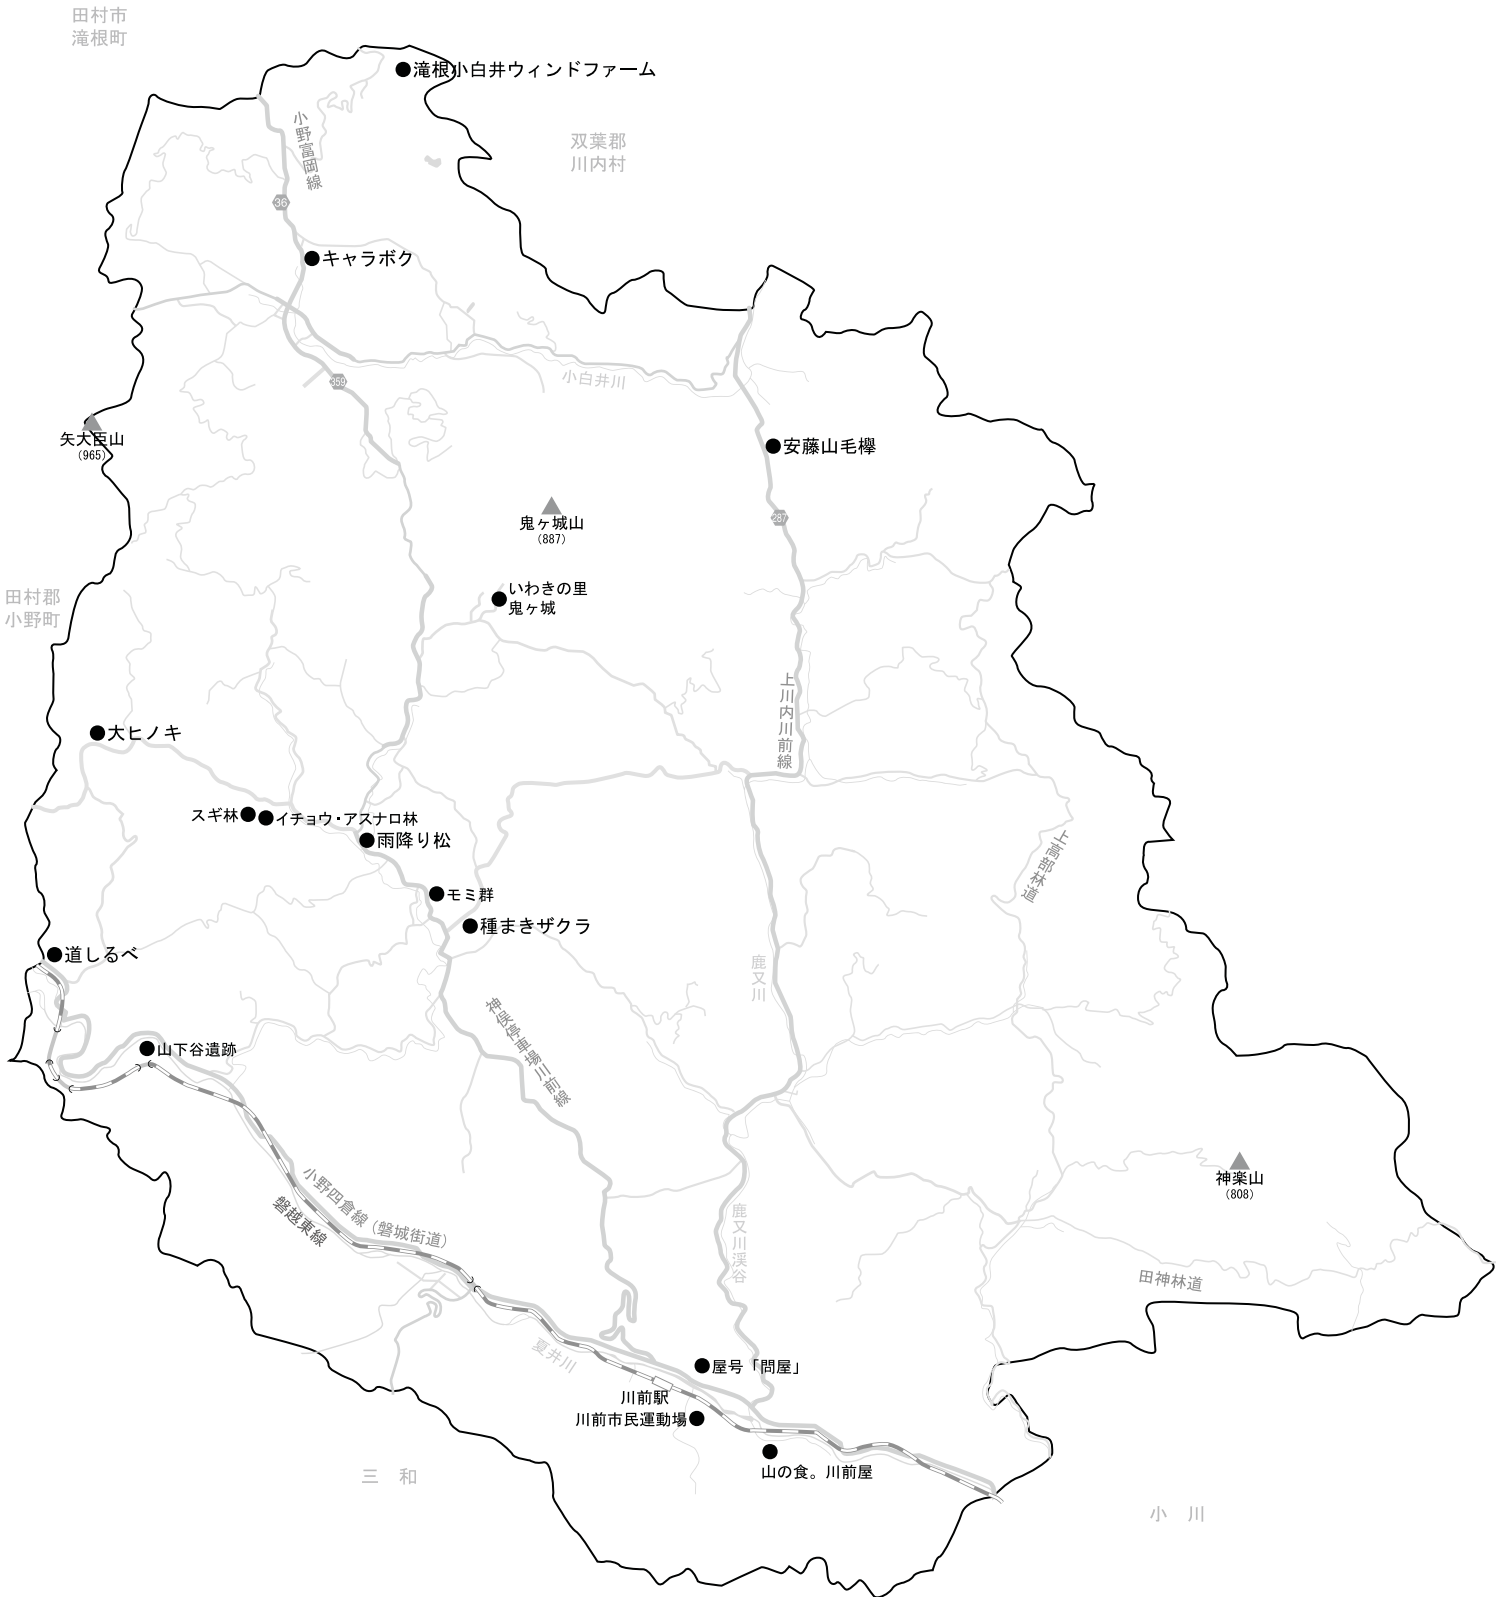 田村市
滝根町
滝根小白井ウィンドファーム
小野富岡線
双葉郡
川内村
36
キャラボク
359
小白井川
矢大臣山
(965)
安藤山毛欅
鬼ヶ城山
(887)
287
いわきの里
鬼ヶ城
田村郡
小野町
上川内川前線
大ヒノキ
スギ林
イチョウ・アスナロ林
雨降り松
上高部林道
モミ群
種まきザクラ
道しるべ
鹿又川
神俣停車場川前線
山下谷遺跡
小野四倉線(磐城街道)
磐越東線
神楽山
(808)
鹿又川渓谷
田神林道
夏井川
屋号「問屋」
川前駅
川前市民運動場
山の食。川前屋
三 和
小 川